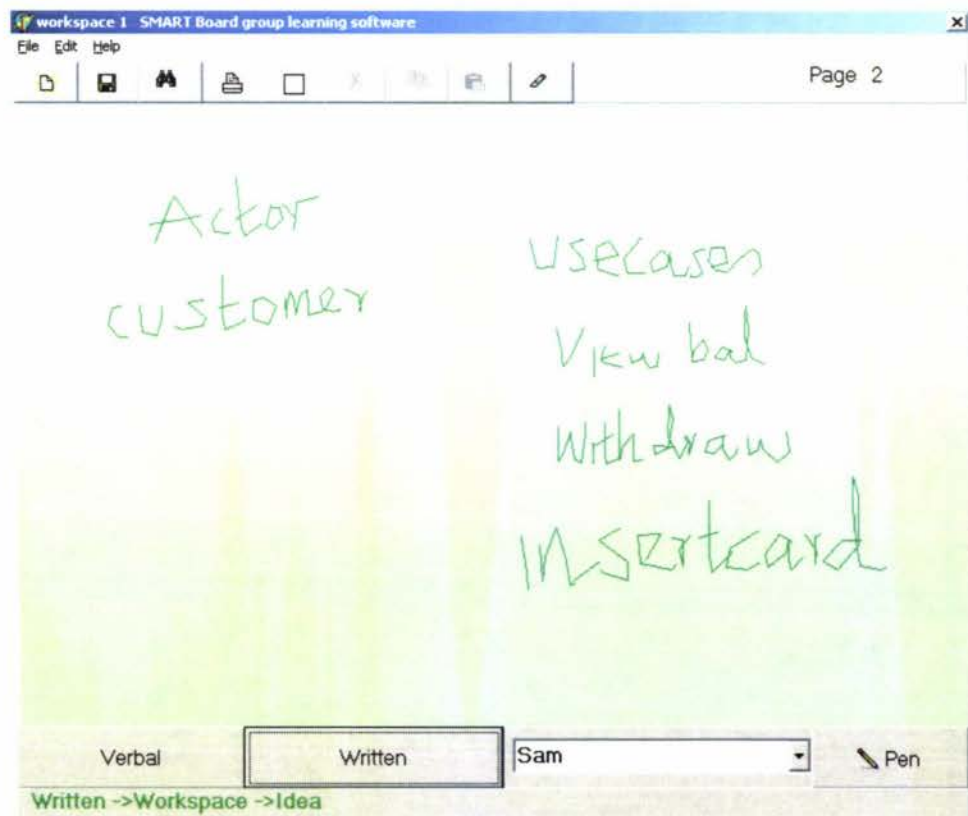 workspace 1 SMART Board group learning software
File Edit Help
Page 2
Actor
customer
usecases
View bal
Withdraw
Insertcard
Verbal Written Sam Pen
Written ->Workspace ->Idea